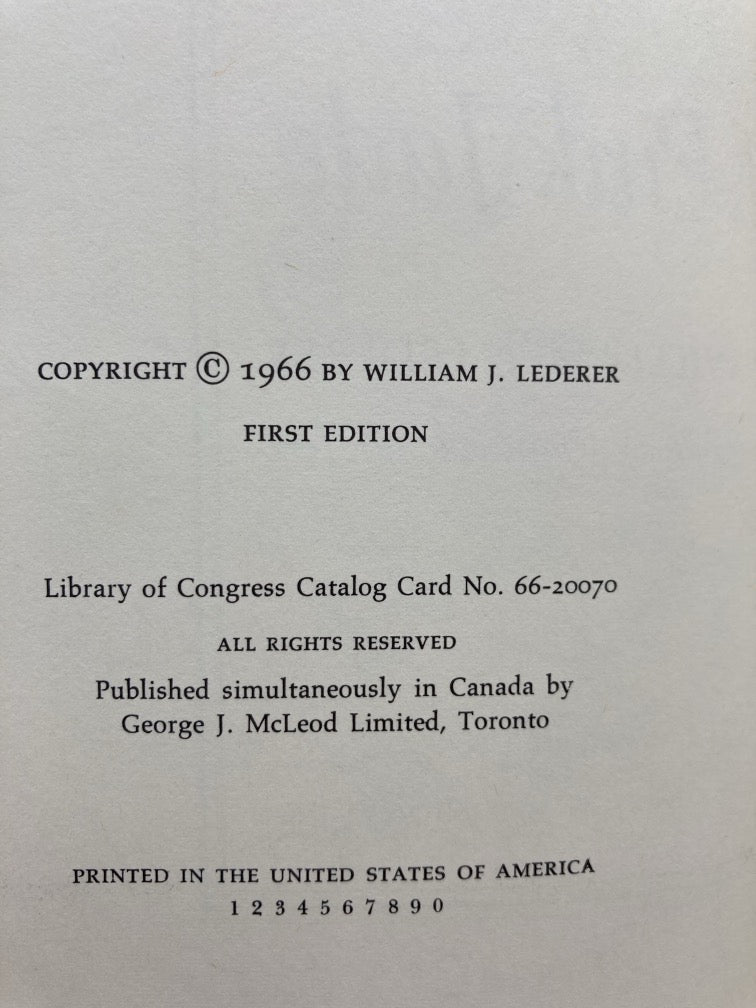 COPYRIGHT © 1966 BY WILLIAM J. LEDERER
FIRST EDITION
Library of Congress Catalog Card No. 66-20070
ALL RIGHTS RESERVED
Published simultaneously in Canada by
George J. McLeod Limited, Toronto
PRINTED IN THE UNITED STATES OF AMERICA
1 2 3 4 5 6 7 8 9 0